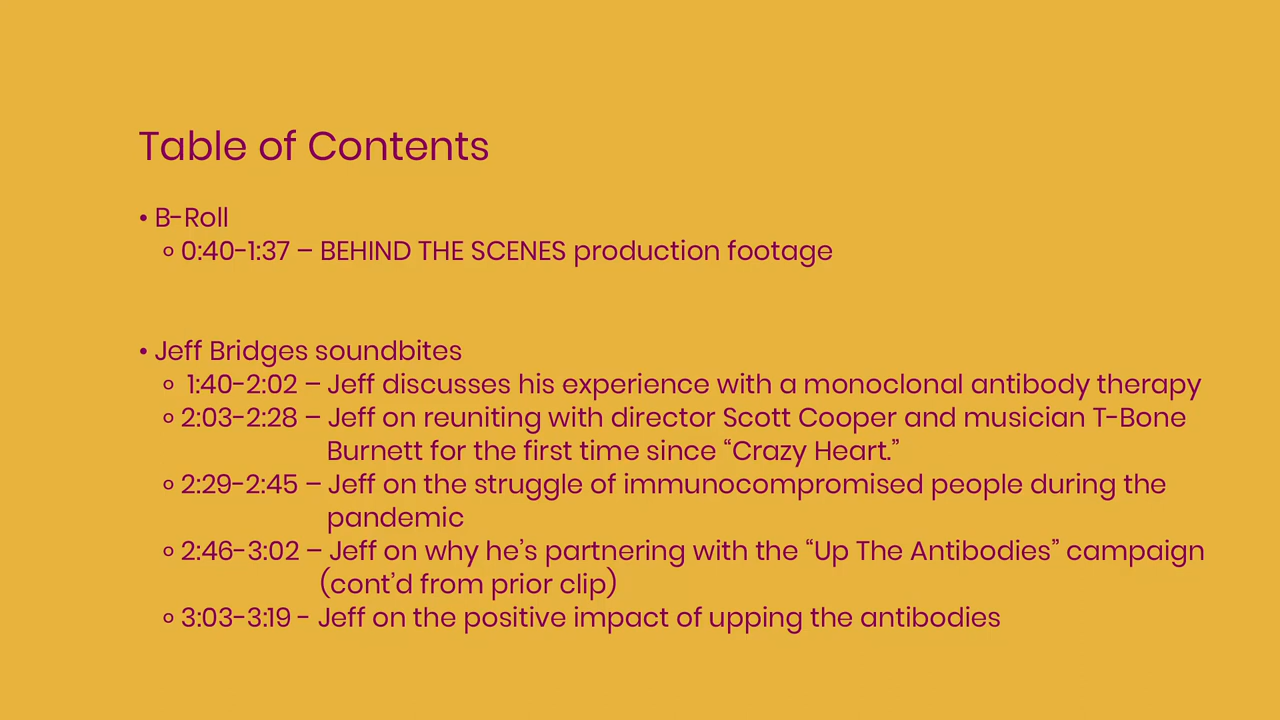 Table of Contents
• B-Roll
∘ 0:40-1:37 – BEHIND THE SCENES production footage
• Jeff Bridges soundbites
∘ 1:40-2:02 – Jeff discusses his experience with a monoclonal antibody therapy
∘ 2:03-2:28 – Jeff on reuniting with director Scott Cooper and musician T-Bone
Burnett for the first time since “Crazy Heart.”
∘ 2:29-2:45 – Jeff on the struggle of immunocompromised people during the
pandemic
∘ 2:46-3:02 – Jeff on why he’s partnering with the “Up The Antibodies” campaign
(cont’d from prior clip)
∘ 3:03-3:19 - Jeff on the positive impact of upping the antibodies